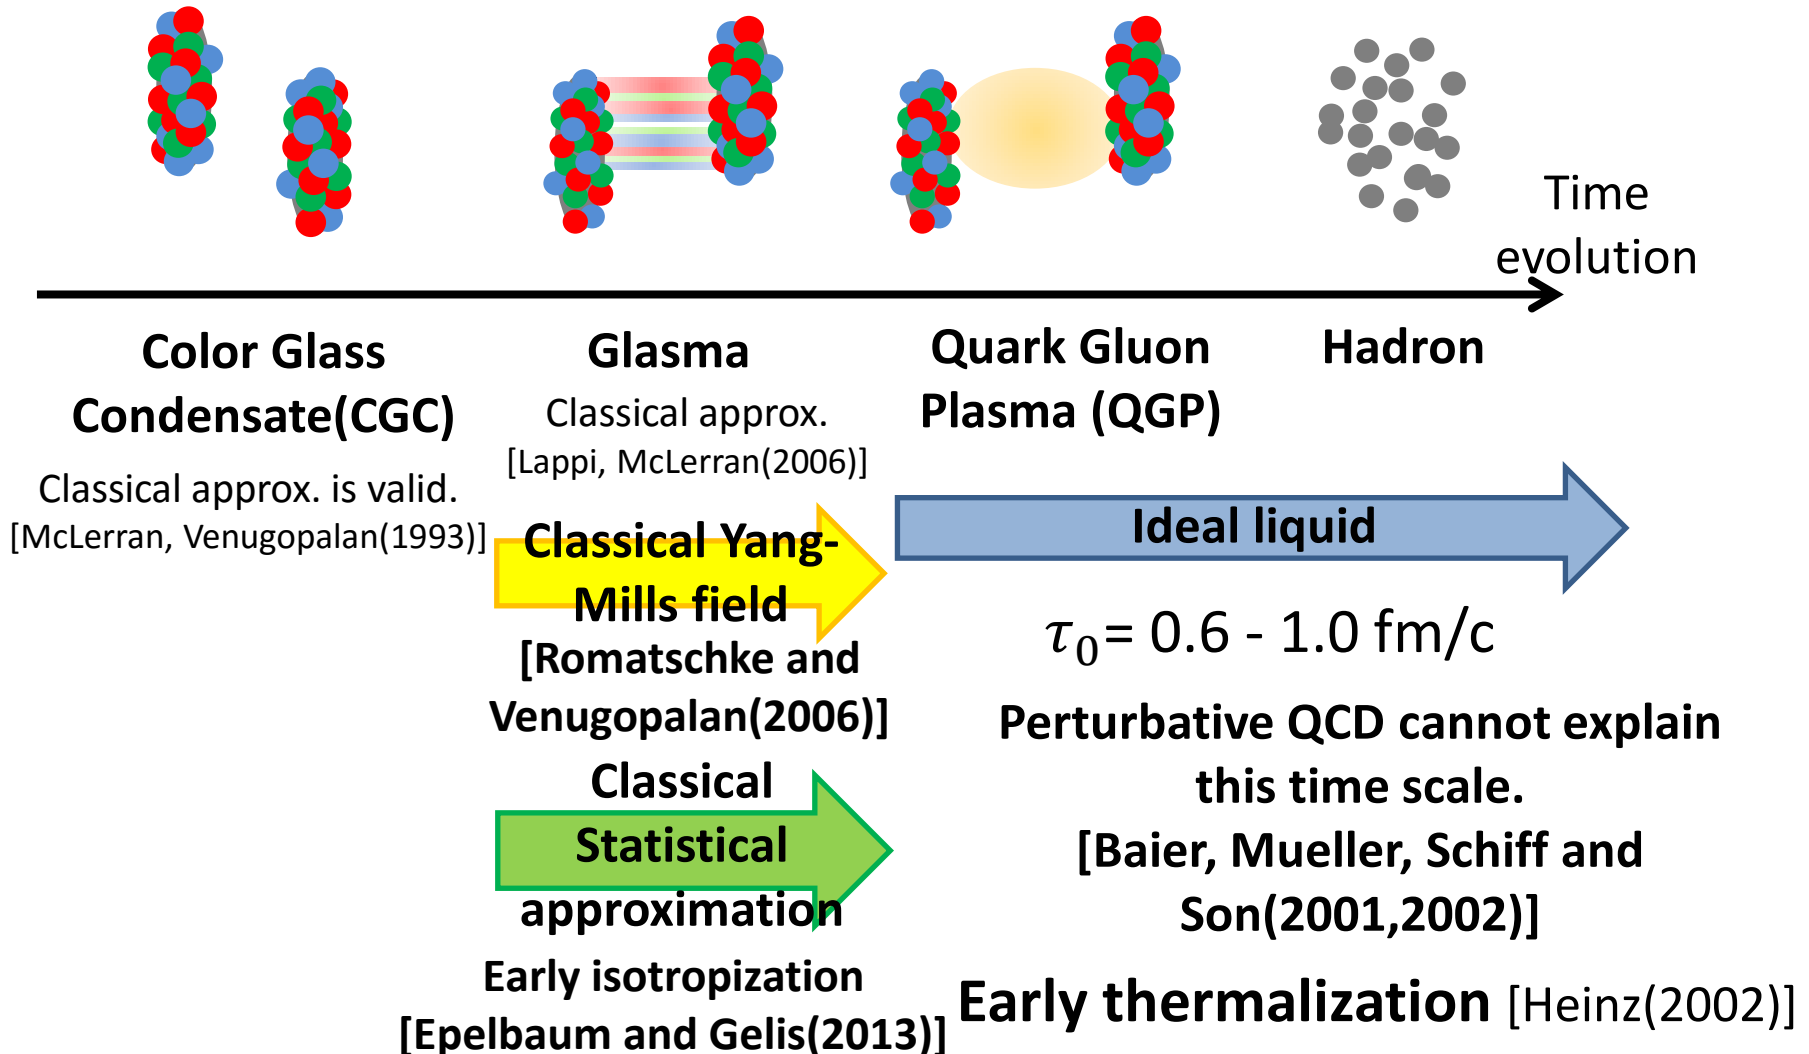 Time
evolution
Color Glass
Condensate(CGC)
Classical approx. is valid.
[McLerran, Venugopalan(1993)]
Glasma
Classical approx.
[Lappi, McLerran(2006)]
Classical Yang-
Mills field
[Romatschke and
Venugopalan(2006)]
Classical
Statistical
approximation
Early isotropization
[Epelbaum and Gelis(2013)]
Quark Gluon
Plasma (QGP)
Hadron
Ideal liquid
τ₀= 0.6 - 1.0 fm/c
Perturbative QCD cannot explain
this time scale.
[Baier, Mueller, Schiff and
Son(2001,2002)]
Early thermalization [Heinz(2002)]